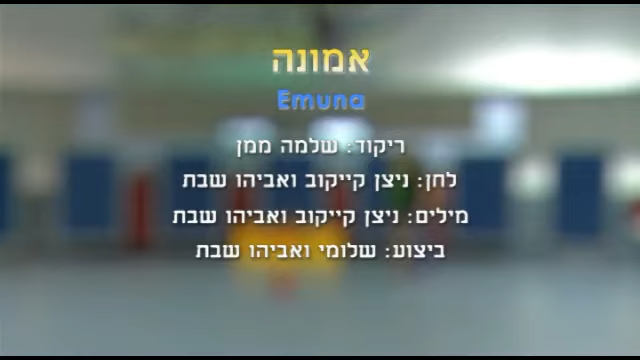 אמונה
Emuna
ריקוד: שלמה ממן
לחן: ניצן קייקוב ואביהו שבת
מילים: ניצן קייקוב ואביהו שבת
ביצוע: שלומי ואביהו שבת